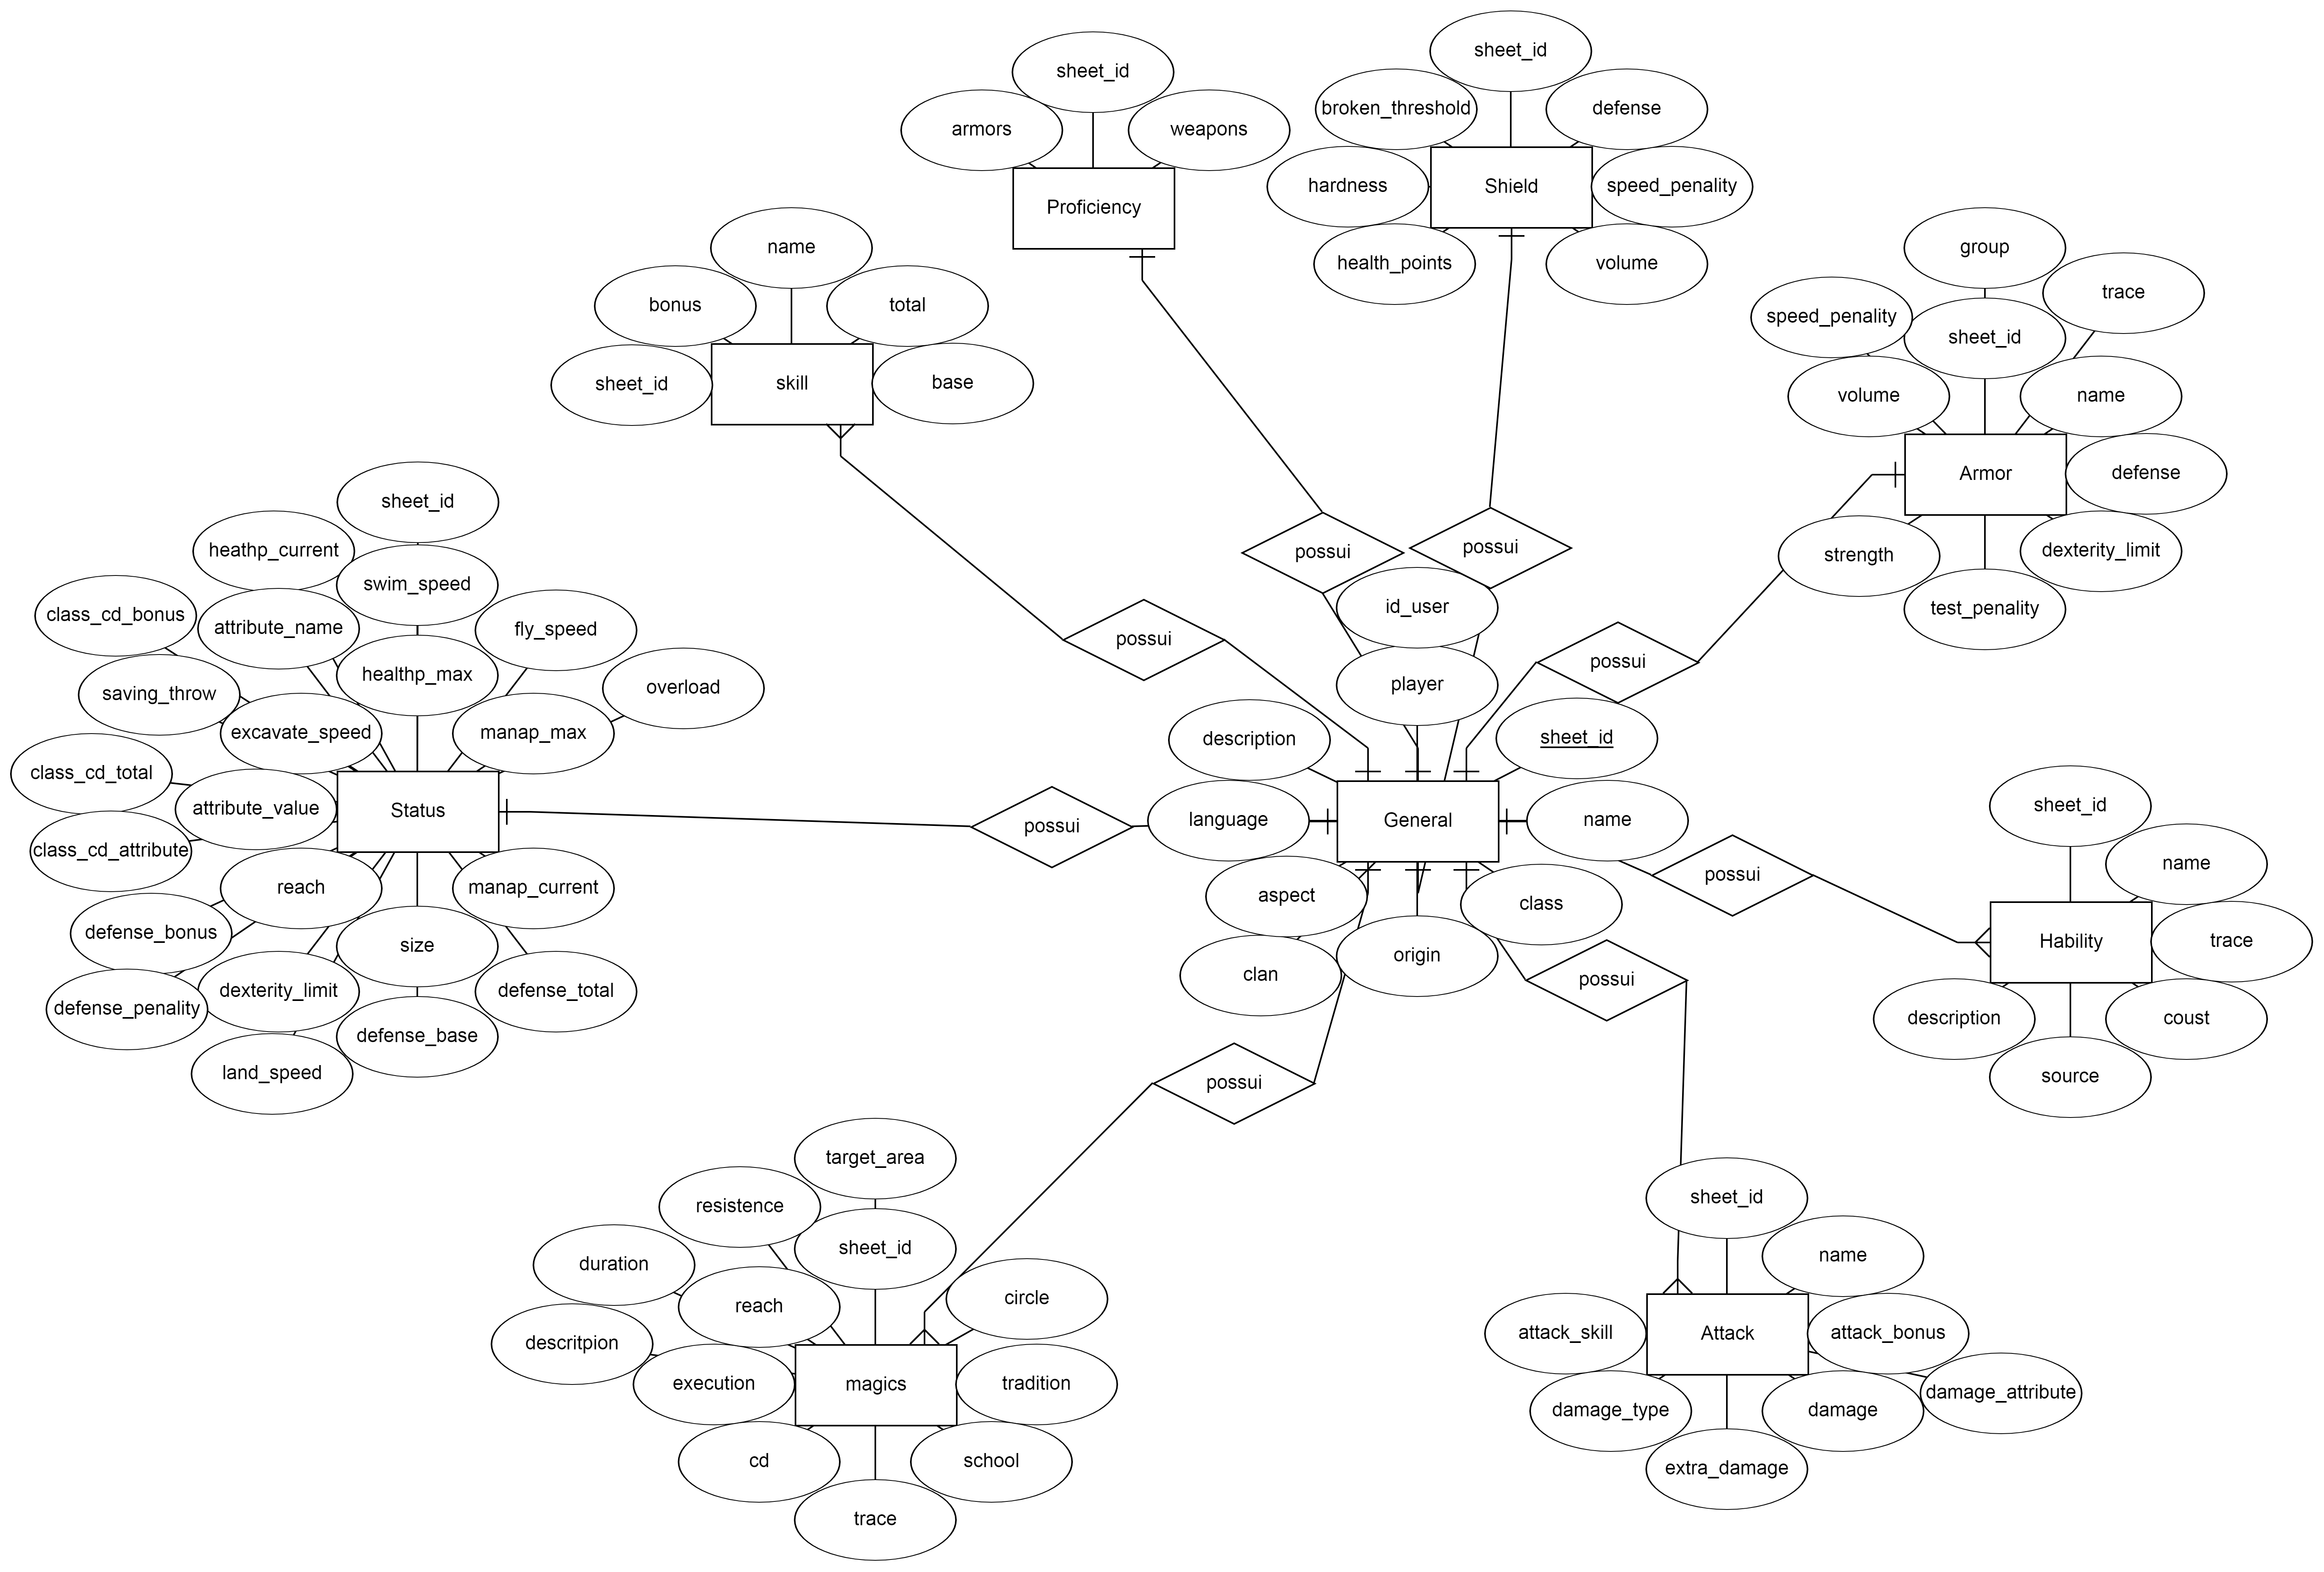 sheet_id
armors
weapons
Proficiency
sheet_id
broken_threshold
defense
hardness
Shield
speed_penality
health_points
volume
name
bonus
total
sheet_id
skill
base
group
trace
speed_penality
sheet_id
volume
name
Armor
defense
strength
dexterity_limit
test_penality
possui
possui
possui
possui
sheet_id
heathp_current
swim_speed
class_cd_bonus
attribute_name
fly_speed
healthp_max
saving_throw
overload
excavate_speed
manap_max
class_cd_total
attribute_value
Status
class_cd_attribute
reach
manap_current
defense_bonus
size
dexterity_limit
defense_total
defense_penality
defense_base
land_speed
possui
id_user
player
description
sheet_id
language
General
name
aspect
class
clan
origin
possui
possui
possui
sheet_id
name
Hability
trace
description
coust
source
target_area
resistence
sheet_id
duration
reach
circle
descritpion
execution
magics
tradition
cd
school
trace
sheet_id
name
attack_skill
Attack
attack_bonus
damage_type
damage
damage_attribute
extra_damage